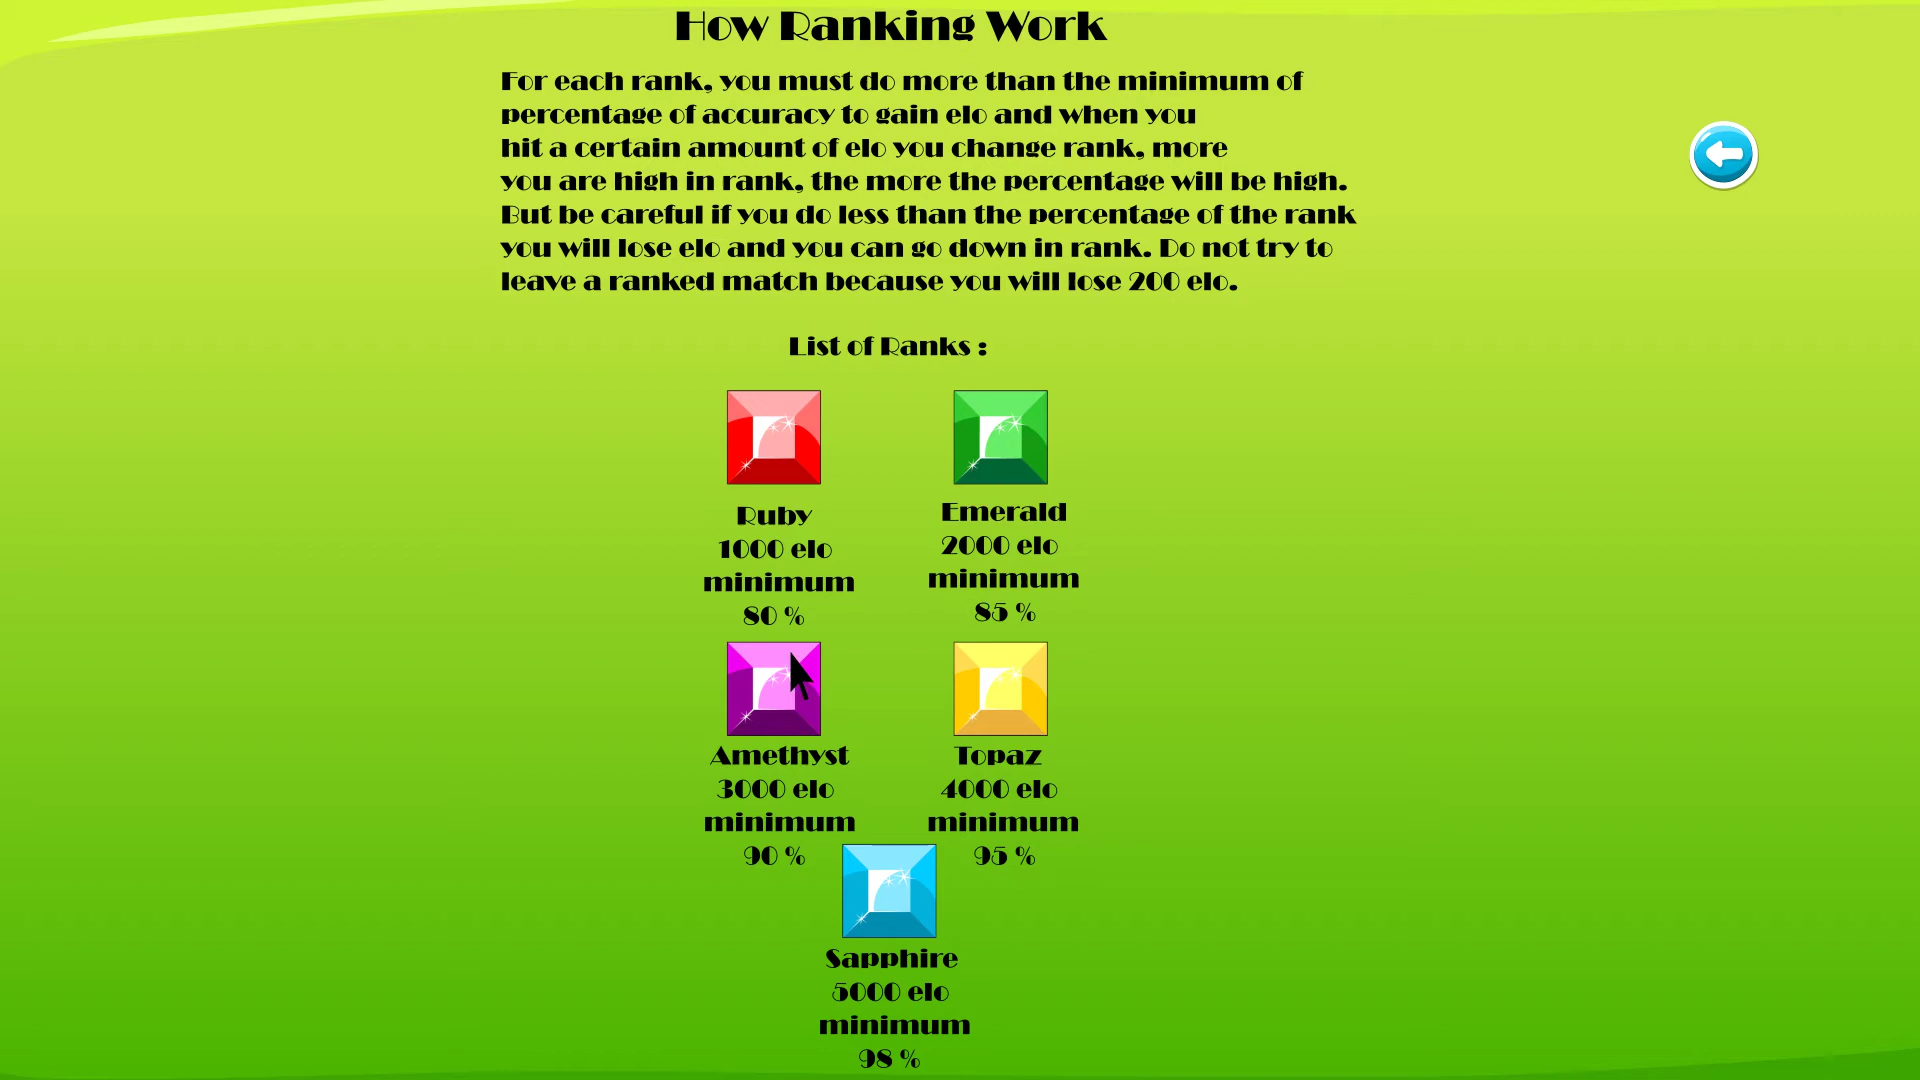 How Ranking Work
For each rank, you must do more than the minimum of
percentage of accuracy to gain elo and when you
hit a certain amount of elo you change rank, more
you are high in rank, the more the percentage will be high.
But be careful if you do less than the percentage of the rank
you will lose elo and you can go down in rank. Do not try to
leave a ranked match because you will lose 200 elo.
List of Ranks :
Ruby
1000 elo
minimum
80 %
Emerald
2000 elo
minimum
85 %
Amethyst
3000 elo
minimum
90 %
Topaz
4000 elo
minimum
95 %
Sapphire
5000 elo
minimum
98 %